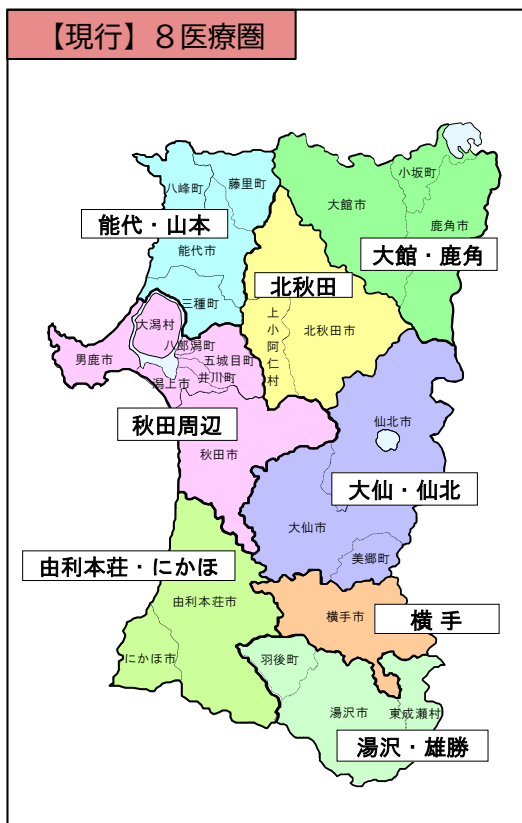 【現行】８医療圏
小坂町
藤里町
八峰町
大館市
鹿角市
能代・山本
能代市
大館・鹿角
北秋田
三種町
大潟村
上小阿仁村
北秋田市
八郎潟町
五城目町
男鹿市
井川町
潟上市
秋田周辺
仙北市
秋田市
大仙・仙北
大仙市
美郷町
由利本荘・にかほ
由利本荘市
横手市
横 手
にかほ市
羽後町
湯沢市
東成瀬村
湯沢・雄勝